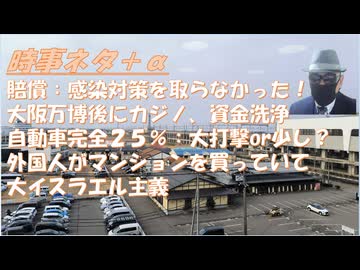 時事ネタ＋α
賠償：感染対策を取らなかった！
大阪万博後にカジノ、資金洗浄
自動車完全２５％　大打撃or少し？
外国人がマンションを買っていて
大イスラエル主義